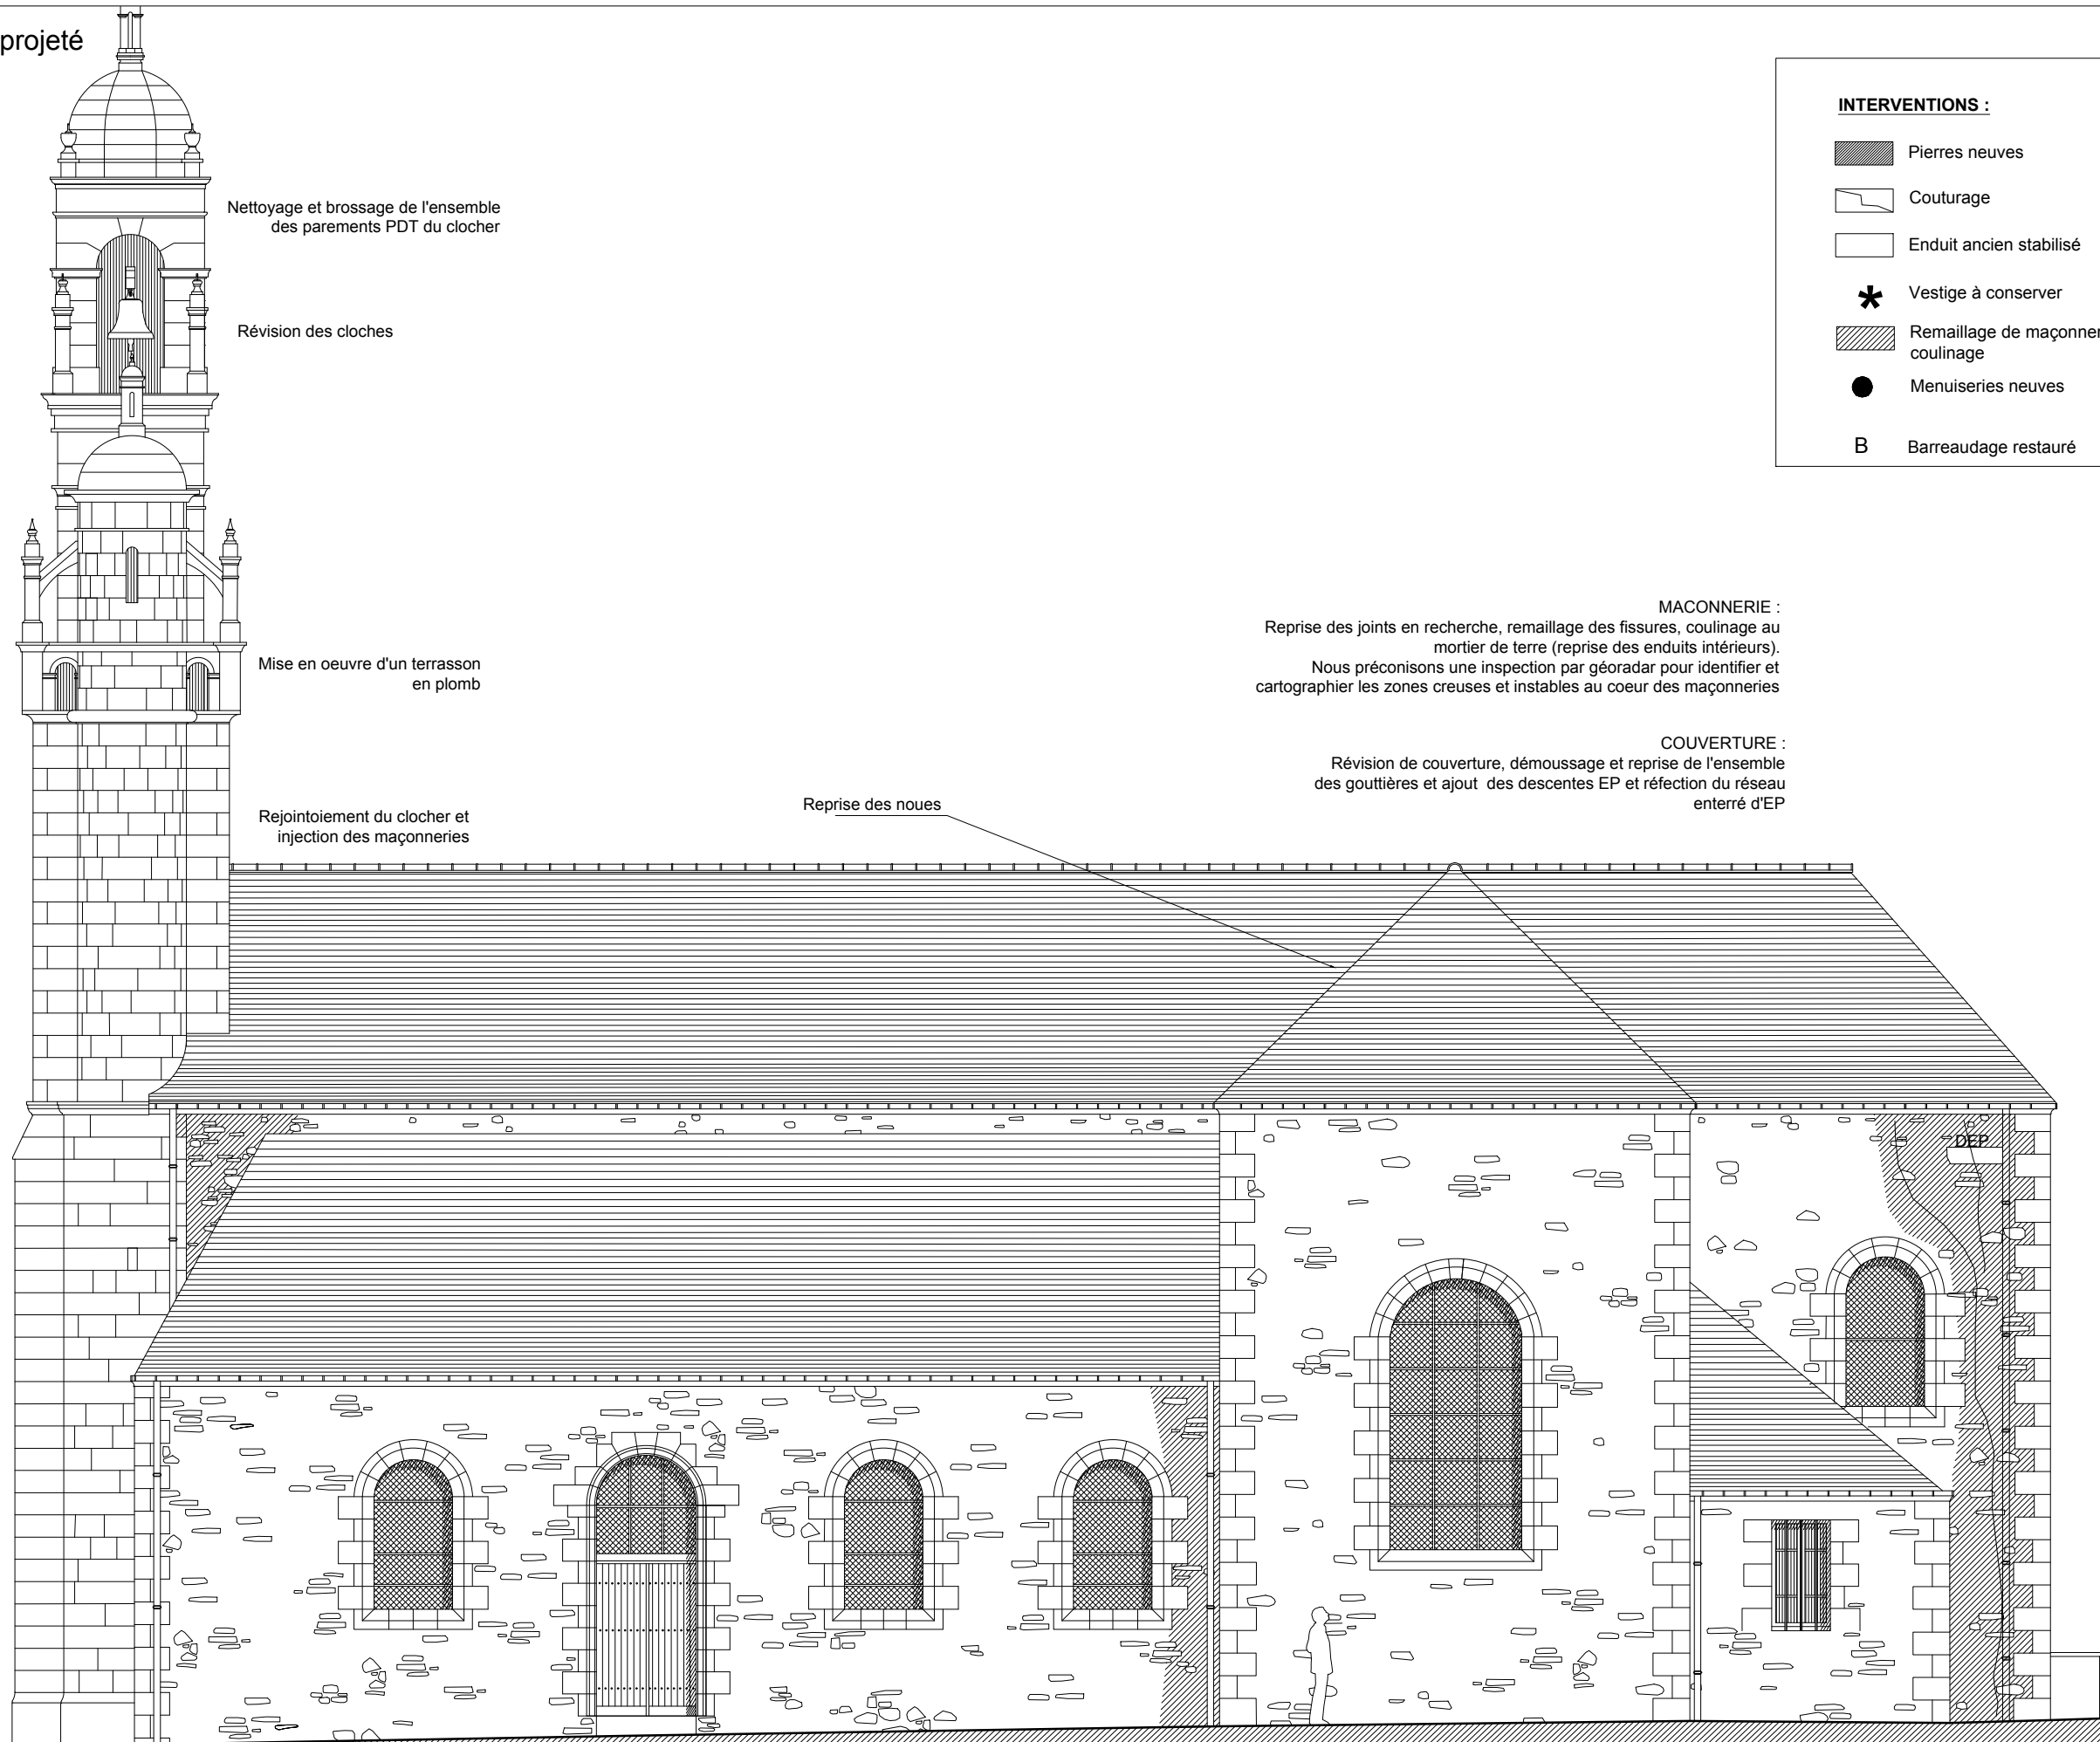 projeté
INTERVENTIONS :
Pierres neuves
Couturage
Enduit ancien stabilisé
* Vestige à conserver
Remaillage de maçonner
coulinage
Menuiseries neuves
B Barreaudage restauré
Nettoyage et brossage de l'ensemble
des parements PDT du clocher
Révision des cloches
Mise en oeuvre d'un terrasson
en plomb
Rejointoiement du clocher et
injection des maçonneries
MACONNERIE :
Reprise des joints en recherche, remaillage des fissures, coulinage au
mortier de terre (reprise des enduits intérieurs).
Nous préconisons une inspection par géoradar pour identifier et
cartographier les zones creuses et instables au coeur des maçonneries
COUVERTURE :
Révision de couverture, démoussage et reprise de l'ensemble
des gouttières et ajout des descentes EP et réfection du réseau
enterré d'EP
Reprise des noues
DEP